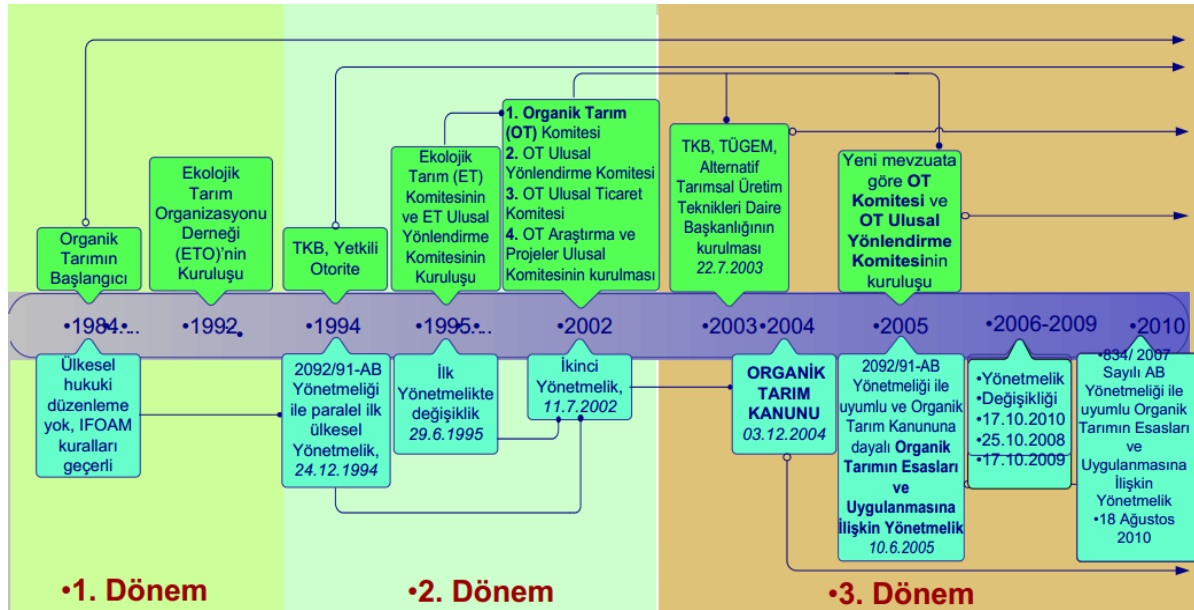 Organik
Tarımın
Başlangıcı
Ekolojik
Tarım
Organizasyonu
Derneği
(ETO)’nin
Kuruluşu
TKB, Yetkili
Otorite
Ekolojik
Tarım (ET)
Komitesinin
ve ET Ulusal
Yönlendirme
Komitesinin
Kuruluşu
1. Organik Tarım
(OT) Komitesi
2. OT Ulusal
Yönlendirme Komitesi
3. OT Ulusal Ticaret
Komitesi
4. OT Araştırma ve
Projeler Ulusal
Komitesinin kurulması
TKB, TÜGEM,
Alternatif
Tarımsal Üretim
Teknikleri Daire
Başkanlığının
kurulması
22.7.2003
Yeni mevzuata
göre OT
Komitesi ve
OT Ulusal
Yönlendirme
Komitesinin
kuruluşu
•1984....
•1992.
•1994
•1995....
•2002
•2003
•2004
•2005
•2006-2009
•2010
Ülkesel
hukuki
düzenleme
yok, IFOAM
kuralları
geçerli
2092/91-AB
Yönetmeliği
ile paralel ilk
ülkesel
Yönetmelik,
24.12.1994
İlk
Yönetmelikte
değişiklik
29.6.1995
İkinci
Yönetmelik,
11.7.2002
ORGANİK
TARIM
KANUNU
03.12.2004
2092/91-AB
Yönetmeliği ile
uyumlu ve Organik
Tarım Kanununa
dayalı Organik
Tarımın Esasları
ve
Uygulanmasına
İlişkin Yönetmelik
10.6.2005
•Yönetmelik
•Değişikliği
•17.10.2010
•25.10.2008
•17.10.2009
•834/ 2007
Sayılı AB
Yönetmeliği ile
uyumlu Organik
Tarımın Esasları
ve
Uygulanmasına
İlişkin
Yönetmelik
•18 Ağustos
2010
•1. Dönem
•2. Dönem
•3. Dönem